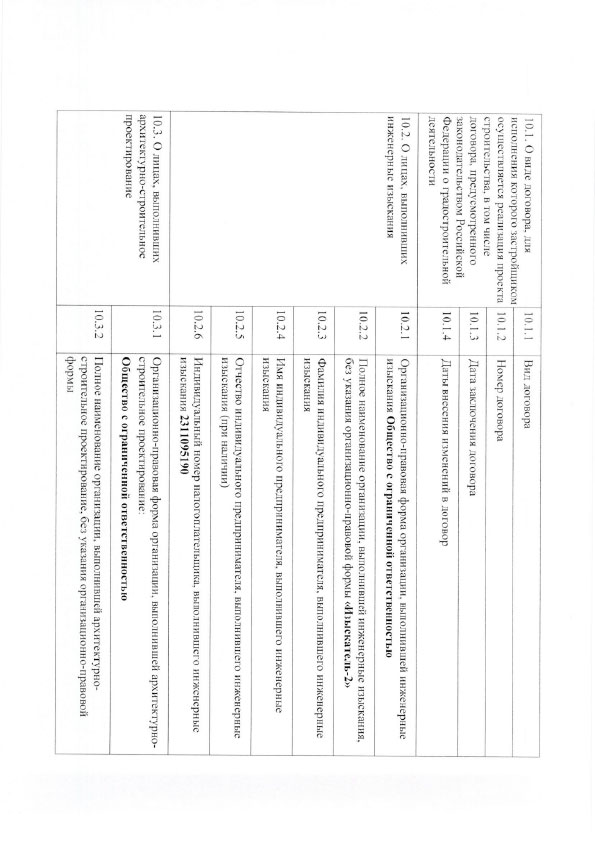 10.1. О виде договора, для
исполнения которого застройщиком
осуществляется реализация проекта
строительства, в том числе
договора, предусмотренного
законодательством Российской
Федерации о градостроительной
деятельности
10.1.1
Вид договора
10.1.2
Номер договора
10.1.3
Дата заключения договора
10.1.4
Даты внесения изменений в договор
10.2. О лицах, выполнивших
инженерные изыскания
10.2.1
Организационно-правовая форма организации, выполнившей инженерные
изыскания Общество с ограниченной ответственностью
10.2.2
Полное наименование организации, выполнившей инженерные изыскания,
без указания организационно-правовой формы «Изыскатель-2»
10.2.3
Фамилия индивидуального предпринимателя, выполнившего инженерные
изыскания
10.2.4
Имя индивидуального предпринимателя, выполнившего инженерные
изыскания
10.2.5
Отчество индивидуального предпринимателя, выполнившего инженерные
изыскания (при наличии)
10.2.6
Индивидуальный номер налогоплательщика, выполнившего инженерные
изыскания 2311095190
10.3. О лицах, выполнивших
архитектурно-строительное
проектирование
10.3.1
Организационно-правовая форма организации, выполнившей архитектурно-
строительное проектирование:
Общество с ограниченной ответственностью
10.3.2
Полное наименование организации, выполнившей архитектурно-
строительное проектирование, без указания организационно-правовой
формы